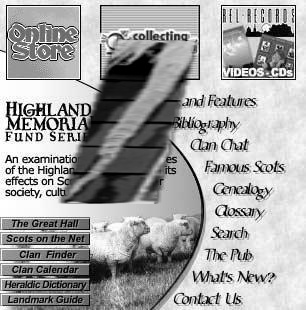 Online
Store
collecting
REL-RECORDS
VIDEOS-CDs
and Features
Bibliography
Clan Chat
Famous Scots
Genealogy
Glossary
Search
The Pub
What's New?
Contact Us
HIGHLAND
MEMORIA
FUND SERI
An examination es
of the Highlan its
effects on Sc r
society, cult
The Great Hall
Scots on the Net
Clan Finder
Clan Calendar
Heraldic Dictionary
Landmark Guide